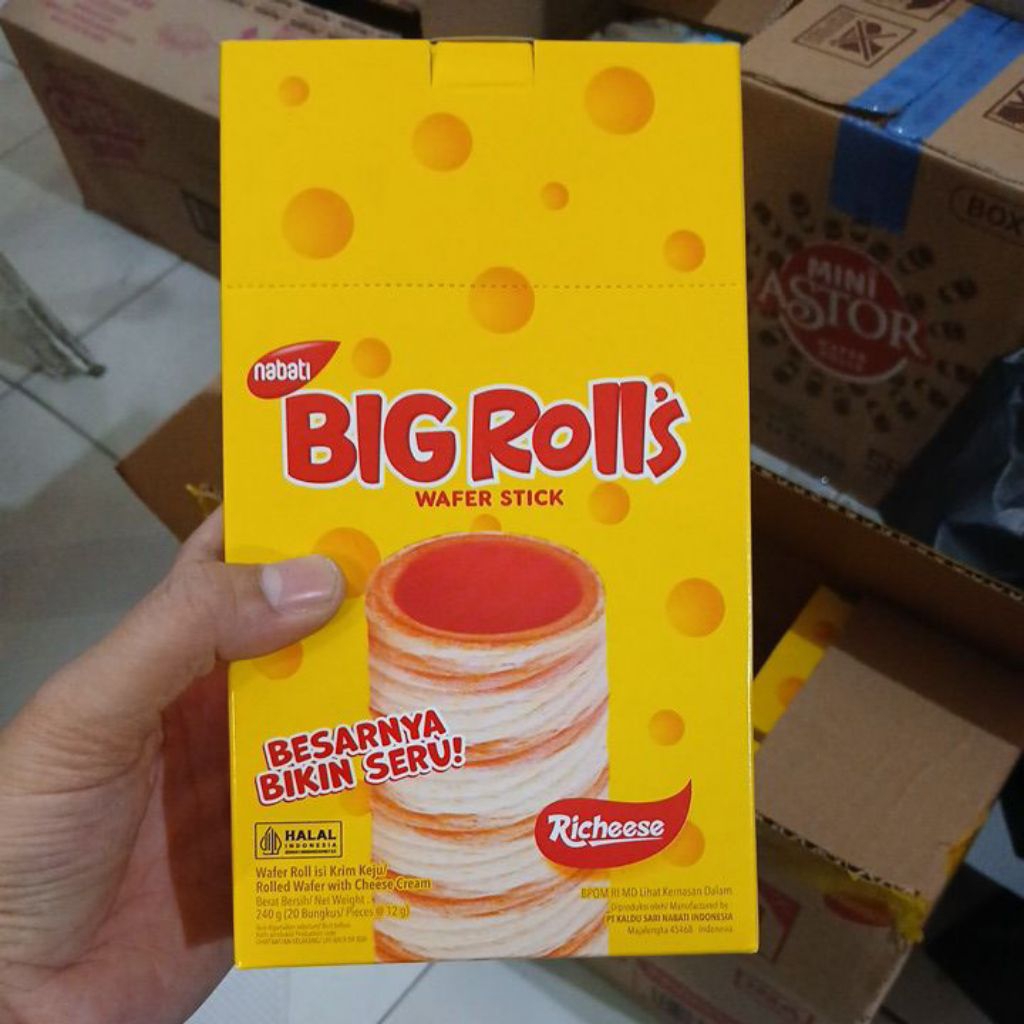 nabati
BIG Roll's
WAFER STICK
BESARNYA
BIKIN SERU!
Richeese
HALAL
INDONESIA
Wafer Roll isi Krim Keju/
Rolled Wafer with Cheese Cream
Berat Bersih/ Net Weight :
240 g (20 Bungkus/ Pieces @ 12 g)
BPOM RI MD Lihat Kemasan Dalam
Diproduksi oleh/ Manufactured by
PT KALDU SARI NABATI INDONESIA
Majalengka 45468 - Indonesia
MINI
ASTOR
BOX